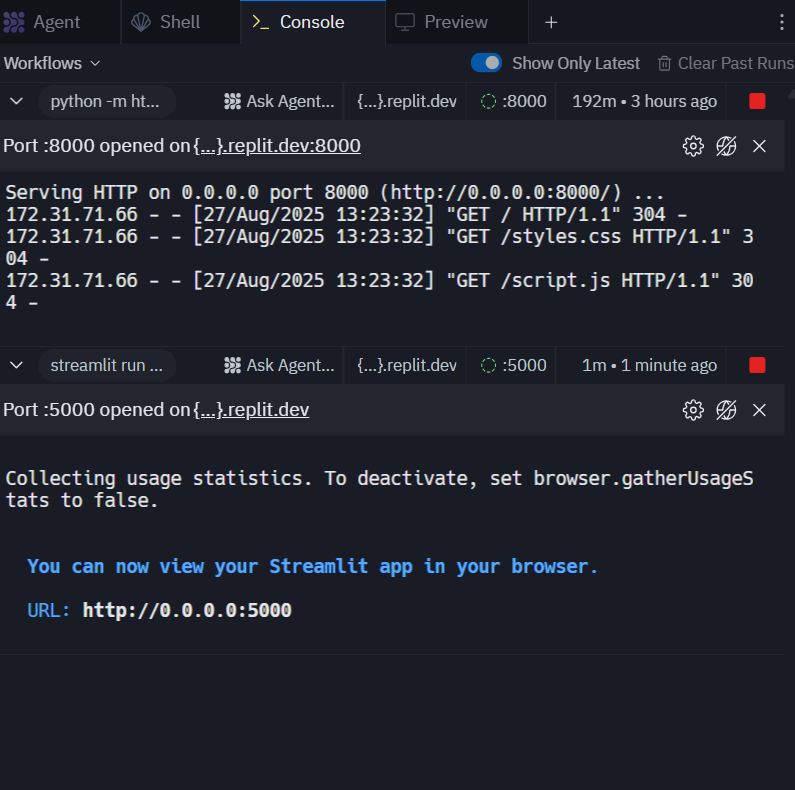 Agent Shell Console Preview
Workflows Show Only Latest Clear Past Runs
python -m ht... Ask Agent... {...}.replit.dev :8000 192m • 3 hours ago
Port :8000 opened on {...}.replit.dev:8000
Serving HTTP on 0.0.0.0 port 8000 (http://0.0.0.0:8000/) ...
172.31.71.66 - - [27/Aug/2025 13:23:32] "GET / HTTP/1.1" 304 -
172.31.71.66 - - [27/Aug/2025 13:23:32] "GET /styles.css HTTP/1.1" 3
04 -
172.31.71.66 - - [27/Aug/2025 13:23:32] "GET /script.js HTTP/1.1" 30
4 -
streamlit run ... Ask Agent... {...}.replit.dev :5000 1m • 1 minute ago
Port :5000 opened on {...}.replit.dev
Collecting usage statistics. To deactivate, set browser.gatherUsageS
tats to false.
You can now view your Streamlit app in your browser.
URL: http://0.0.0.0:5000